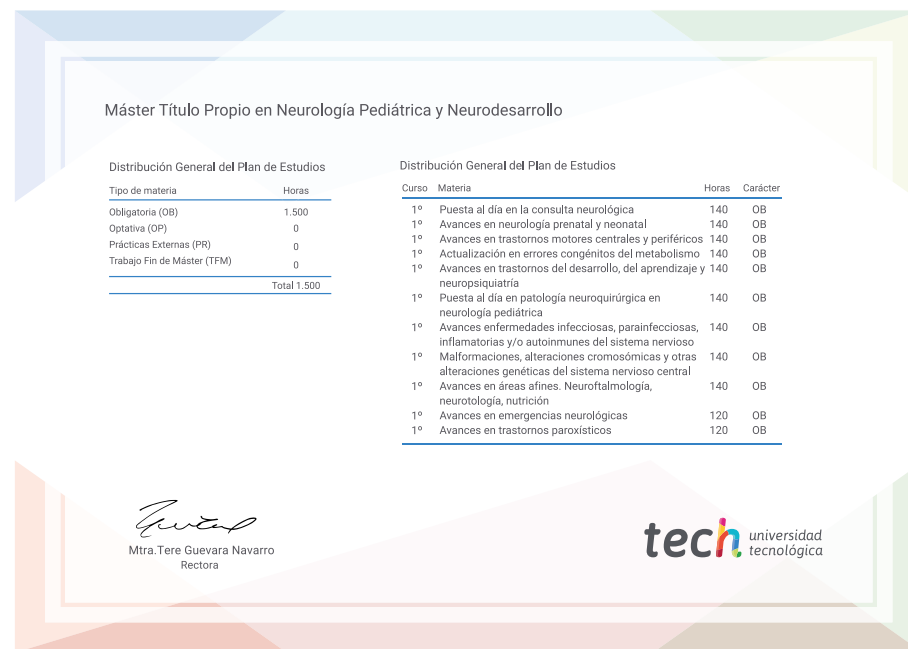 Máster Título Propio en Neurología Pediátrica y Neurodesarrollo
Distribución General del Plan de Estudios
Tipo de materia Horas
Obligatoria (OB) 1.500
Optativa (OP) 0
Prácticas Externas (PR) 0
Trabajo Fin de Máster (TFM) 0
Total 1.500
Distribución General del Plan de Estudios
Curso Materia Horas Carácter
1º Puesta al día en la consulta neurológica 140 OB
1º Avances en neurología prenatal y neonatal 140 OB
1º Avances en trastornos motores centrales y periféricos 140 OB
1º Actualización en errores congénitos del metabolismo 140 OB
1º Avances en trastornos del desarrollo, del aprendizaje y 140 OB
neuropsiquiatría
1º Puesta al día en patología neuroquirúrgica en 140 OB
neurología pediátrica
1º Avances enfermedades infecciosas, parainfecciosas, 140 OB
inflamatorias y/o autoinmunes del sistema nervioso
1º Malformaciones, alteraciones cromosómicas y otras 140 OB
alteraciones genéticas del sistema nervioso central
1º Avances en áreas afines. Neuroftalmología, 140 OB
neurotología, nutrición
1º Avances en emergencias neurológicas 120 OB
1º Avances en trastornos paroxísticos 120 OB
Mtra.Tere Guevara Navarro
Rectora
tech universidad
tecnológica